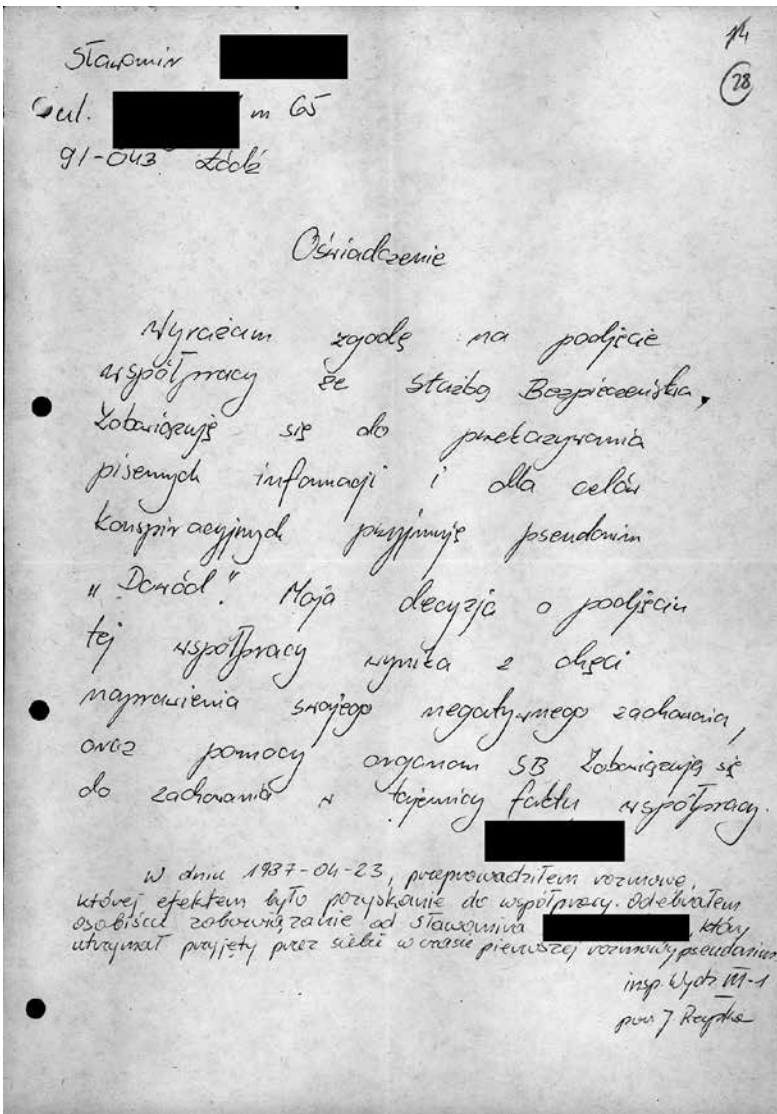 14
28
Sławomir
ul. m 65
91-043 Łódź
Oświadczenie
Wyrażam zgodę na podjęcie
współpracy ze Służbą Bezpieczeństwa,
Zobowiązuję się do przekazywania
pisemnych informacji i dla celów
konspiracyjnych przyjmuję pseudonim
"Dowód". Moja decyzja o podjęciu
tej współpracy wynika z chęci
naprawienia swojego negatywnego zachowania,
oraz pomocy organom SB Zobowiązuję się
do zachowania w tajemnicy faktu współpracy.
W dniu 1987-04-23, przeprowadziłem rozmowę,
której efektem było pozyskanie do współpracy. Odebrałem
osobiście zobowiązanie od Sławomira , który
utrzymał przyjęty przez siebie w czasie pierwszej rozmowy pseudonim
insp. Wydz. III-1
por. J.